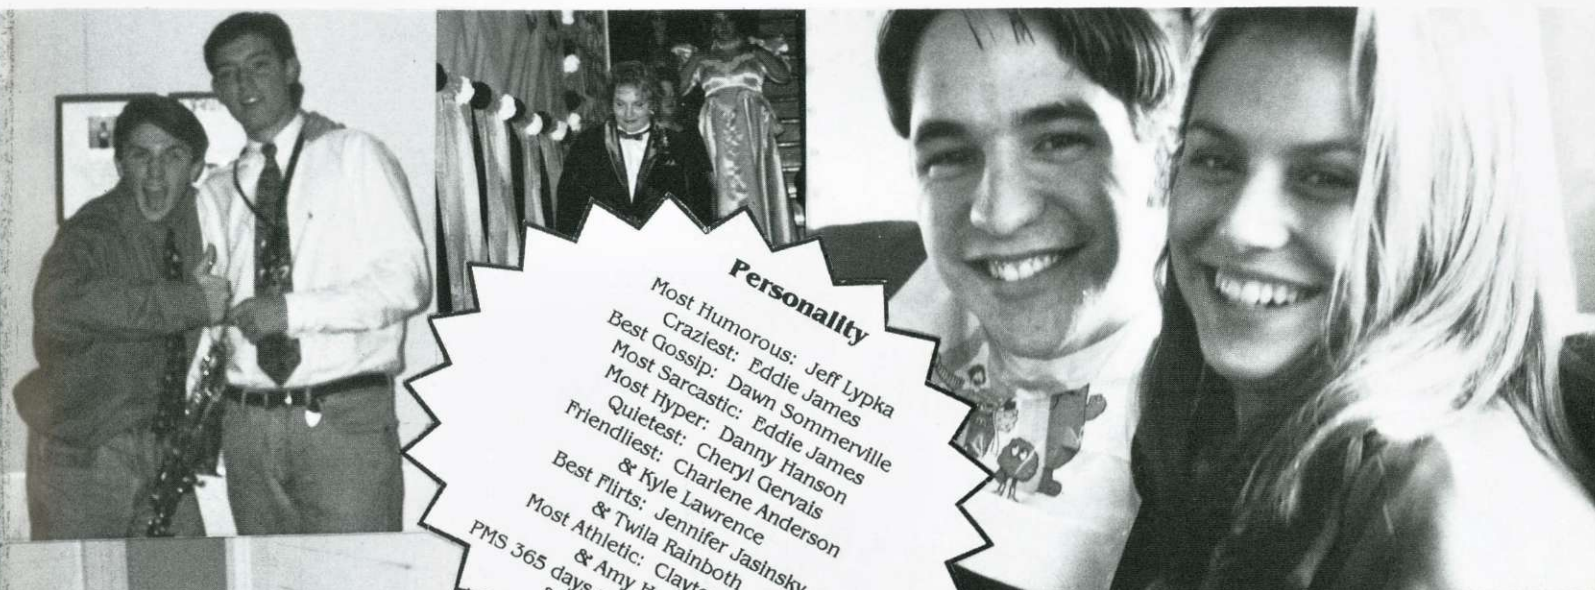 Personality
Most Humorous: Jeff Lypka
Craziest: Eddie James
Best Gossip: Dawn Sommerville
Most Sarcastic: Eddie James
Most Hyper: Danny Hanson
Quietest: Cheryl Gervais
Friendliest: Charlene Anderson
& Kyle Lawrence
Best Flirts: Jennifer Jasinsky
& Twila Rainboth
Most Athletic:
& Amy
PMS 365 days